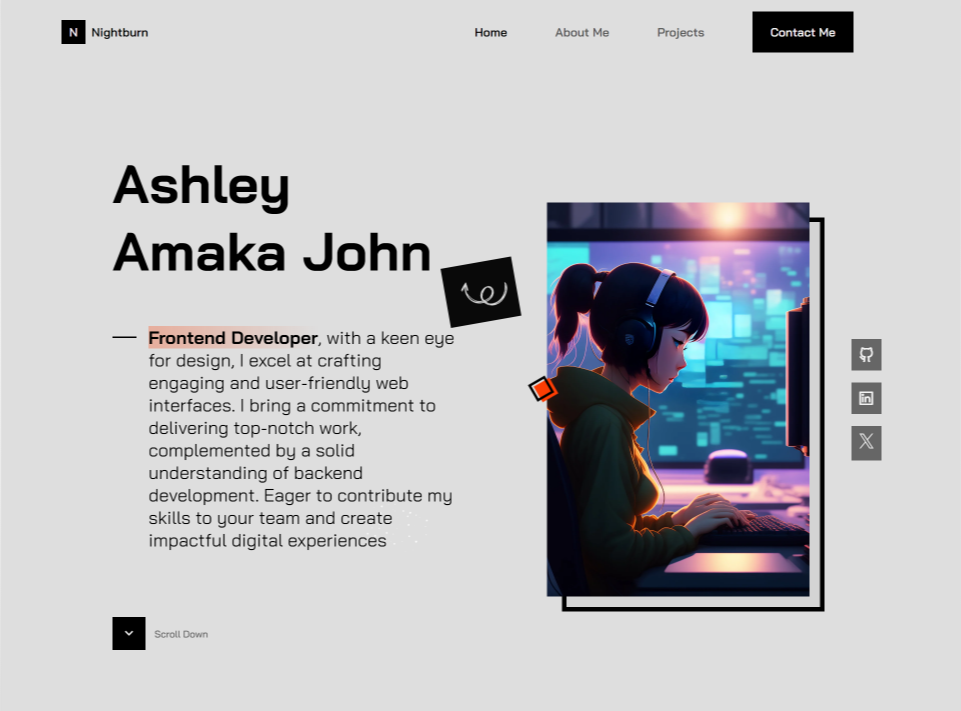 N Nightburn
Home About Me Projects Contact Me
Ashley
Amaka John
Frontend Developer, with a keen eye
for design, I excel at crafting
engaging and user-friendly web
interfaces. I bring a commitment to
delivering top-notch work,
complemented by a solid
understanding of backend
development. Eager to contribute my
skills to your team and create
impactful digital experiences
in
X
Scroll Down